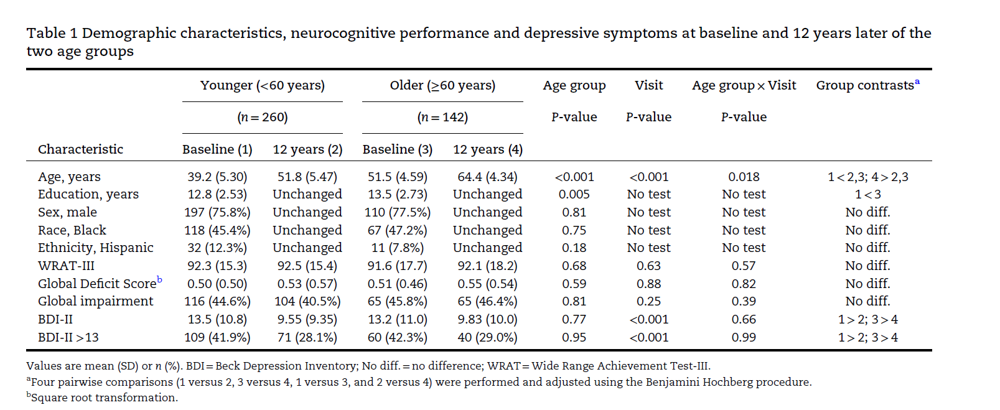 Table 1 Demographic characteristics, neurocognitive performance and depressive symptoms at baseline and 12 years later of the
two age groups
Younger (<60 years) Older (≥60 years) Age group Visit Age group × Visit Group contrastsᵃ
(n = 260) (n = 142) P-value P-value P-value
Characteristic Baseline (1) 12 years (2) Baseline (3) 12 years (4)
Age, years 39.2 (5.30) 51.8 (5.47) 51.5 (4.59) 64.4 (4.34) <0.001 <0.001 0.018 1 < 2,3; 4 > 2,3
Education, years 12.8 (2.53) Unchanged 13.5 (2.73) Unchanged 0.005 No test No test 1 < 3
Sex, male 197 (75.8%) Unchanged 110 (77.5%) Unchanged 0.81 No test No test No diff.
Race, Black 118 (45.4%) Unchanged 67 (47.2%) Unchanged 0.75 No test No test No diff.
Ethnicity, Hispanic 32 (12.3%) Unchanged 11 (7.8%) Unchanged 0.18 No test No test No diff.
WRAT-III 92.3 (15.3) 92.5 (15.4) 91.6 (17.7) 92.1 (18.2) 0.68 0.63 0.57 No diff.
Global Deficit Scoreᵇ 0.50 (0.50) 0.53 (0.57) 0.51 (0.46) 0.55 (0.54) 0.59 0.88 0.82 No diff.
Global impairment 116 (44.6%) 104 (40.5%) 65 (45.8%) 65 (46.4%) 0.81 0.25 0.39 No diff.
BDI-II 13.5 (10.8) 9.55 (9.35) 13.2 (11.0) 9.83 (10.0) 0.77 <0.001 0.66 1 > 2; 3 > 4
BDI-II >13 109 (41.9%) 71 (28.1%) 60 (42.3%) 40 (29.0%) 0.95 <0.001 0.99 1 > 2; 3 > 4
Values are mean (SD) or n (%). BDI = Beck Depression Inventory; No diff. = no difference; WRAT = Wide Range Achievement Test-III.
ᵃFour pairwise comparisons (1 versus 2, 3 versus 4, 1 versus 3, and 2 versus 4) were performed and adjusted using the Benjamini Hochberg procedure.
ᵇSquare root transformation.